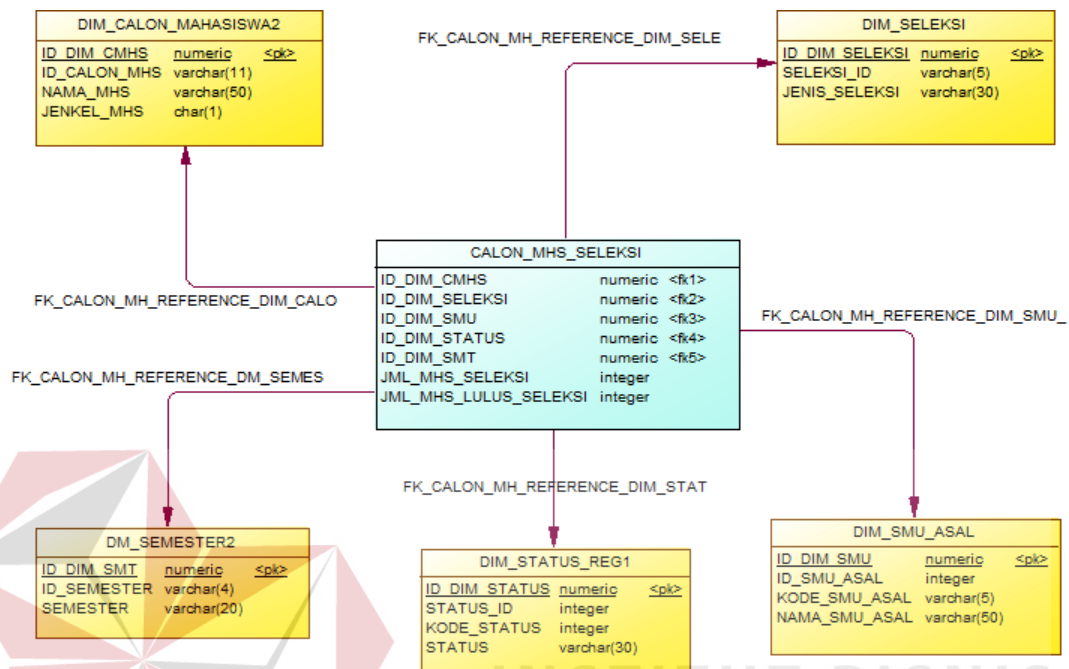 DIM_CALON_MAHASISWA2
ID_DIM_CMHS numeric <pk>
ID_CALON_MHS varchar(11)
NAMA_MHS varchar(50)
JENKEL_MHS char(1)
FK_CALON_MH_REFERENCE_DIM_SELE
DIM_SELEKSI
ID_DIM_SELEKSI numeric <pk>
SELEKSI_ID varchar(5)
JENIS_SELEKSI varchar(30)
CALON_MHS_SELEKSI
ID_DIM_CMHS numeric <fk1>
ID_DIM_SELEKSI numeric <fk2>
ID_DIM_SMU numeric <fk3>
ID_DIM_STATUS numeric <fk4>
ID_DIM_SMT numeric <fk5>
JML_MHS_SELEKSI integer
JML_MHS_LULUS_SELEKSI integer
FK_CALON_MH_REFERENCE_DIM_CALO
FK_CALON_MH_REFERENCE_DIM_SMU_
FK_CALON_MH_REFERENCE_DM_SEMES
FK_CALON_MH_REFERENCE_DIM_STAT
DM_SEMESTER2
ID_DIM_SMT numeric <pk>
ID_SEMESTER varchar(4)
SEMESTER varchar(20)
DIM_STATUS_REG1
ID_DIM_STATUS numeric <pk>
STATUS_ID integer
KODE_STATUS integer
STATUS varchar(30)
DIM_SMU_ASAL
ID_DIM_SMU numeric <pk>
ID_SMU_ASAL integer
KODE_SMU_ASAL varchar(5)
NAMA_SMU_ASAL varchar(50)